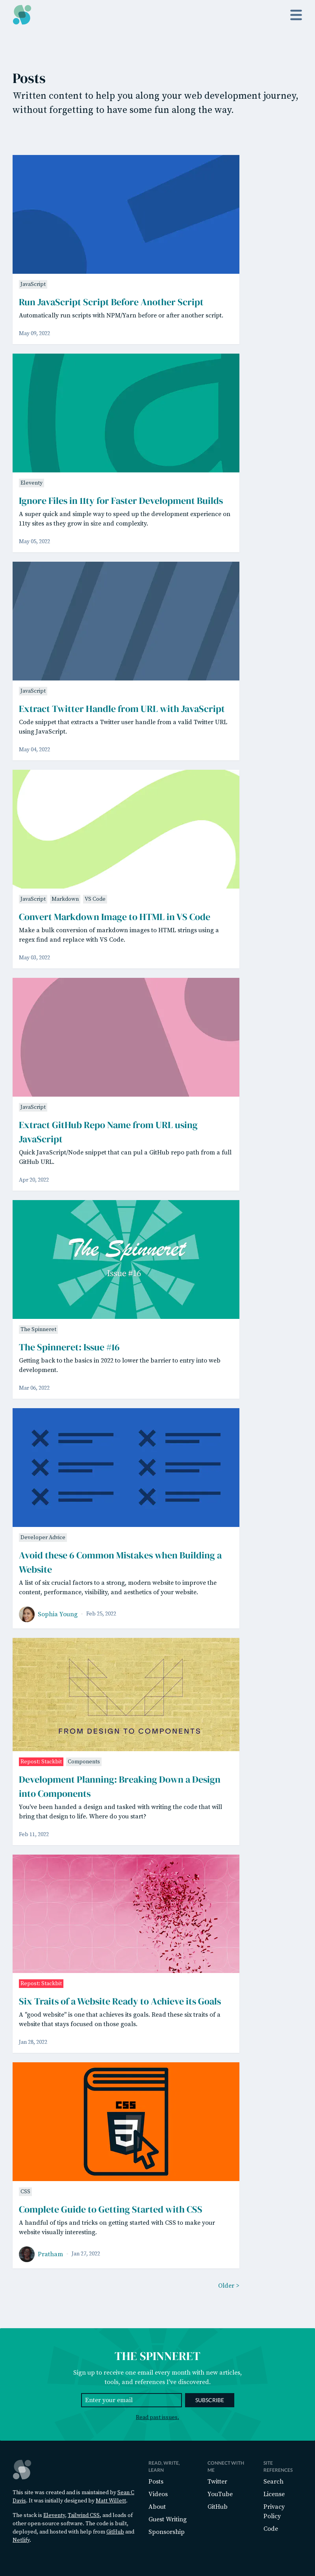 Posts
Written content to help you along your web development journey,
without forgetting to have some fun along the way.
JavaScript
Run JavaScript Script Before Another Script
Automatically run scripts with NPM/Yarn before or after another script.
May 09, 2022
Eleventy
Ignore Files in 11ty for Faster Development Builds
A super quick and simple way to speed up the development experience on
11ty sites as they grow in size and complexity.
May 05, 2022
JavaScript
Extract Twitter Handle from URL with JavaScript
Code snippet that extracts a Twitter user handle from a valid Twitter URL
using JavaScript.
May 04, 2022
JavaScript Markdown VS Code
Convert Markdown Image to HTML in VS Code
Make a bulk conversion of markdown images to HTML strings using a
regex find and replace with VS Code.
May 03, 2022
JavaScript
Extract GitHub Repo Name from URL using
JavaScript
Quick JavaScript/Node snippet that can pul a GitHub repo path from a full
GitHub URL.
Apr 20, 2022
The Spinneret
Issue #16
The Spinneret
The Spinneret: Issue #16
Getting back to the basics in 2022 to lower the barrier to entry into web
development.
Mar 06, 2022
Developer Advice
Avoid these 6 Common Mistakes when Building a
Website
A list of six crucial factors to a strong, modern website to improve the
content, performance, visibility, and aesthetics of your website.
Sophia Young · Feb 25, 2022
FROM DESIGN TO COMPONENTS
Repost: Stackbit Components
Development Planning: Breaking Down a Design
into Components
You've been handed a design and tasked with writing the code that will
bring that design to life. Where do you start?
Feb 11, 2022
Repost: Stackbit
Six Traits of a Website Ready to Achieve its Goals
A "good website" is one that achieves its goals. Read these six traits of a
website that stays focused on those goals.
Jan 28, 2022
CSS
CSS
Complete Guide to Getting Started with CSS
A handful of tips and tricks on getting started with CSS to make your
website visually interesting.
Pratham · Jan 27, 2022
Older >
THE SPINNERET
Sign up to receive one email every month with new articles,
tools, and references I've discovered.
Enter your email SUBSCRIBE
Read past issues.
This site was created and is maintained by Sean C
Davis. It was initially designed by Matt Willett.
The stack is Eleventy, Tailwind CSS, and loads of
other open-source software. The code is built,
deployed, and hosted with help from GitHub and
Netlify.
READ, WRITE,
LEARN
Posts
Videos
About
Guest Writing
Sponsorship
CONNECT WITH
ME
Twitter
YouTube
GitHub
SITE
REFERENCES
Search
License
Privacy
Policy
Code